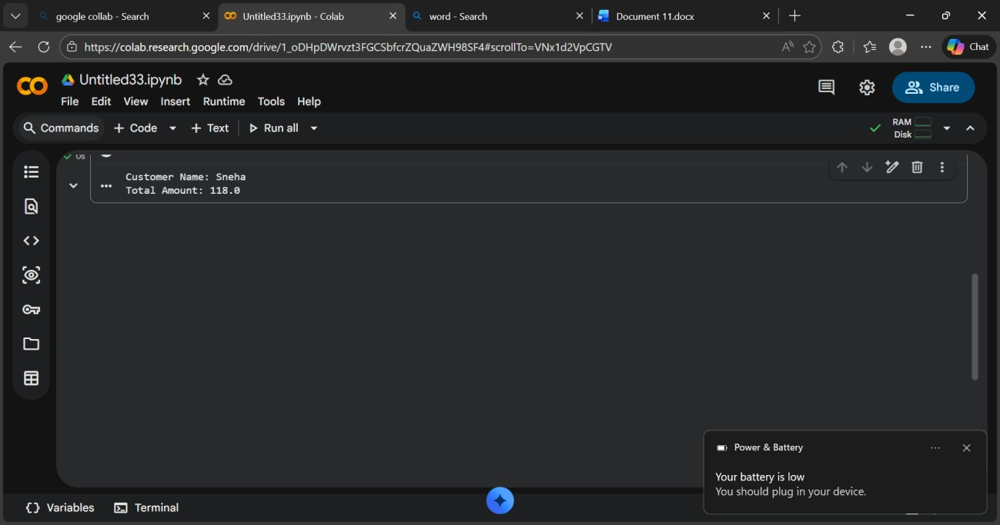 google collab - Search
Untitled33.ipynb - Colab
word - Search
Document 11.docx
https://colab.research.google.com/drive/1_oDHpDWrvzt3FGCSbfcrZQuaZWH98SF4#scrollTo=VNx1d2VpCGTV
Chat
Untitled33.ipynb
File Edit View Insert Runtime Tools Help
Share
Commands + Code + Text Run all
RAM
Disk
0s
Customer Name: Sneha
Total Amount: 118.0
Power & Battery
Your battery is low
You should plug in your device.
Variables Terminal